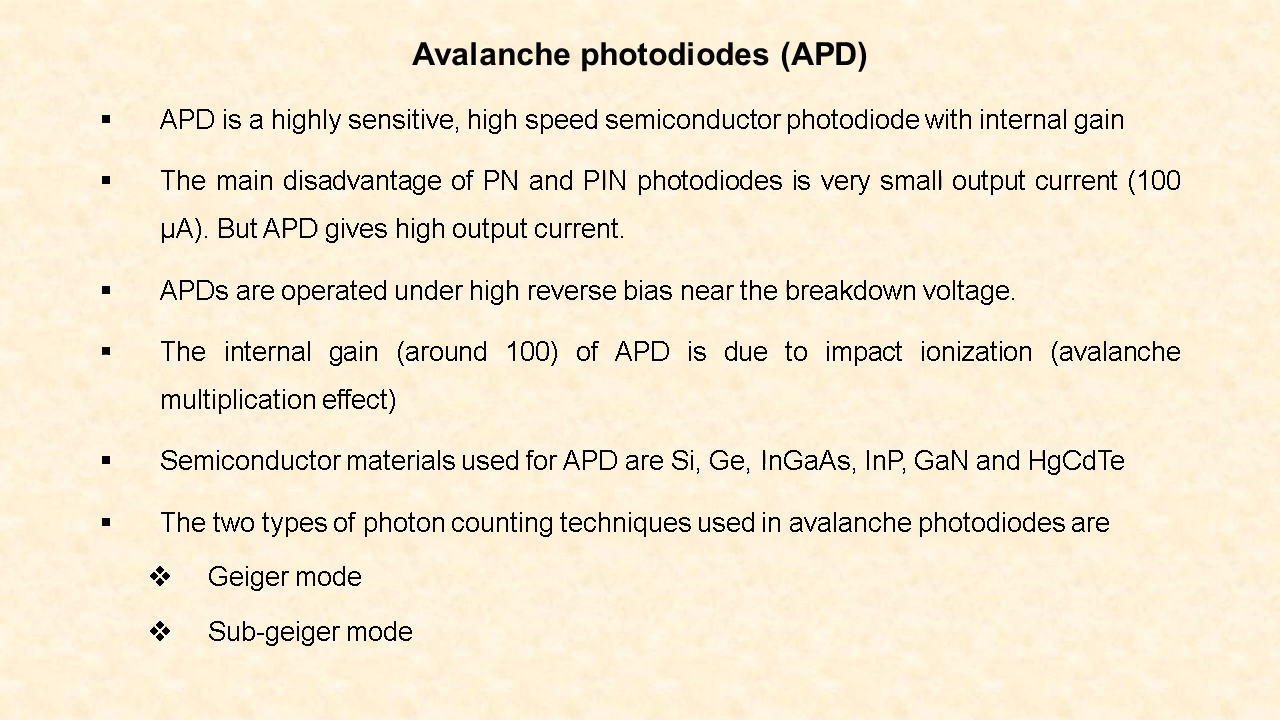 Avalanche photodiodes (APD)
▪ APD is a highly sensitive, high speed semiconductor photodiode with internal gain
▪ The main disadvantage of PN and PIN photodiodes is very small output current (100
µA). But APD gives high output current.
▪ APDs are operated under high reverse bias near the breakdown voltage.
▪ The internal gain (around 100) of APD is due to impact ionization (avalanche
multiplication effect)
▪ Semiconductor materials used for APD are Si, Ge, InGaAs, InP, GaN and HgCdTe
▪ The two types of photon counting techniques used in avalanche photodiodes are
❖ Geiger mode
❖ Sub-geiger mode